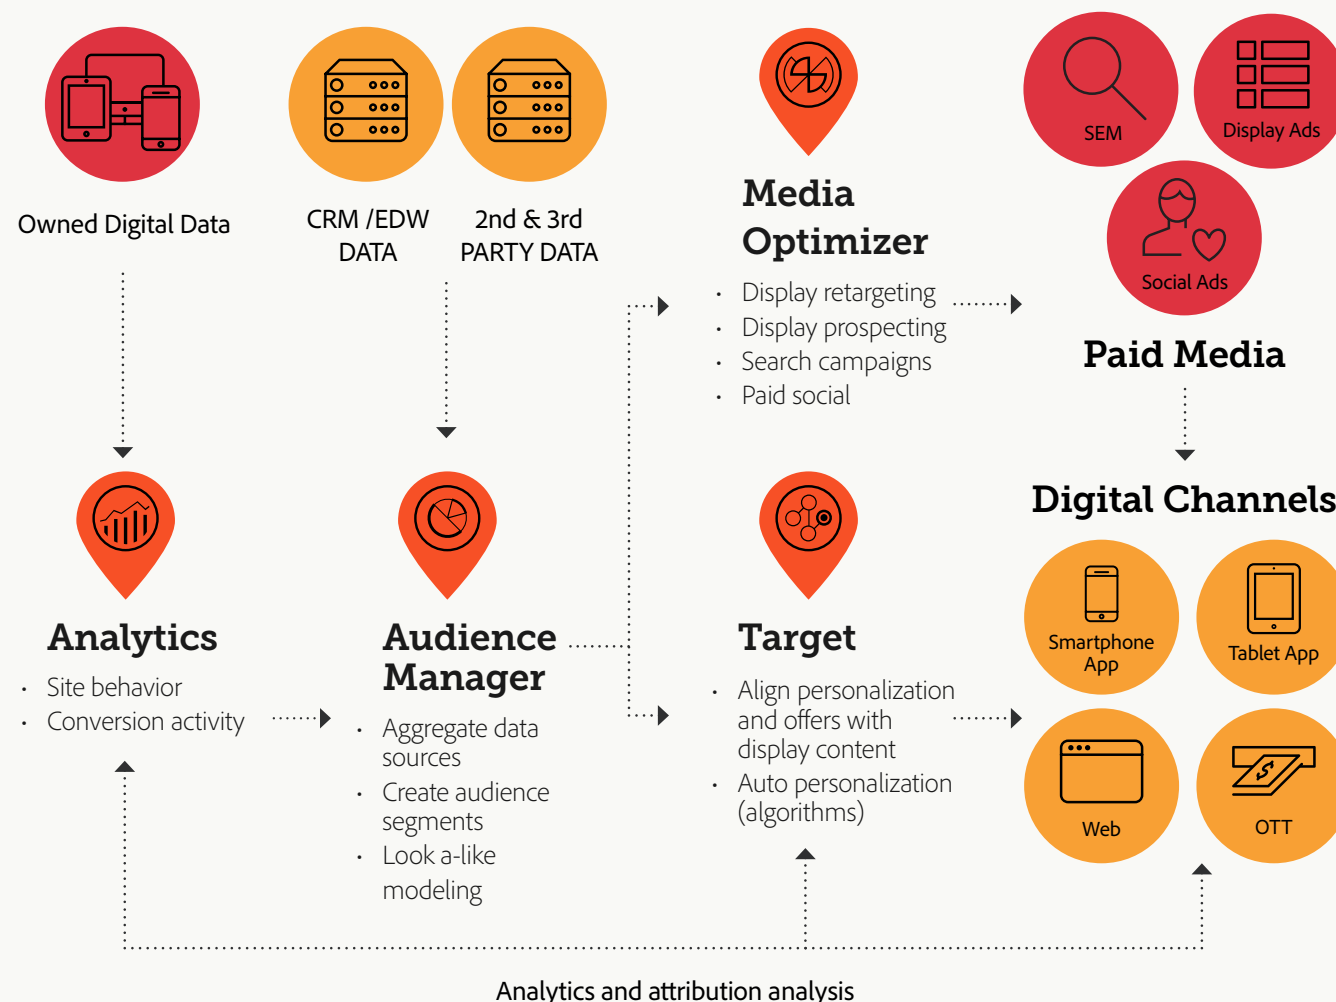 Owned Digital Data
CRM /EDW
DATA
2nd & 3rd
PARTY DATA
Media
Optimizer
• Display retargeting
• Display prospecting
• Search campaigns
• Paid social
SEM
Display Ads
Social Ads
Paid Media
Analytics
• Site behavior
• Conversion activity
Audience
Manager
• Aggregate data
sources
• Create audience
segments
• Look a-like
modeling
Target
• Align personalization
and offers with
display content
• Auto personalization
(algorithms)
Digital Channels
Smartphone
App
Tablet App
Web
$
OTT
Analytics and attribution analysis